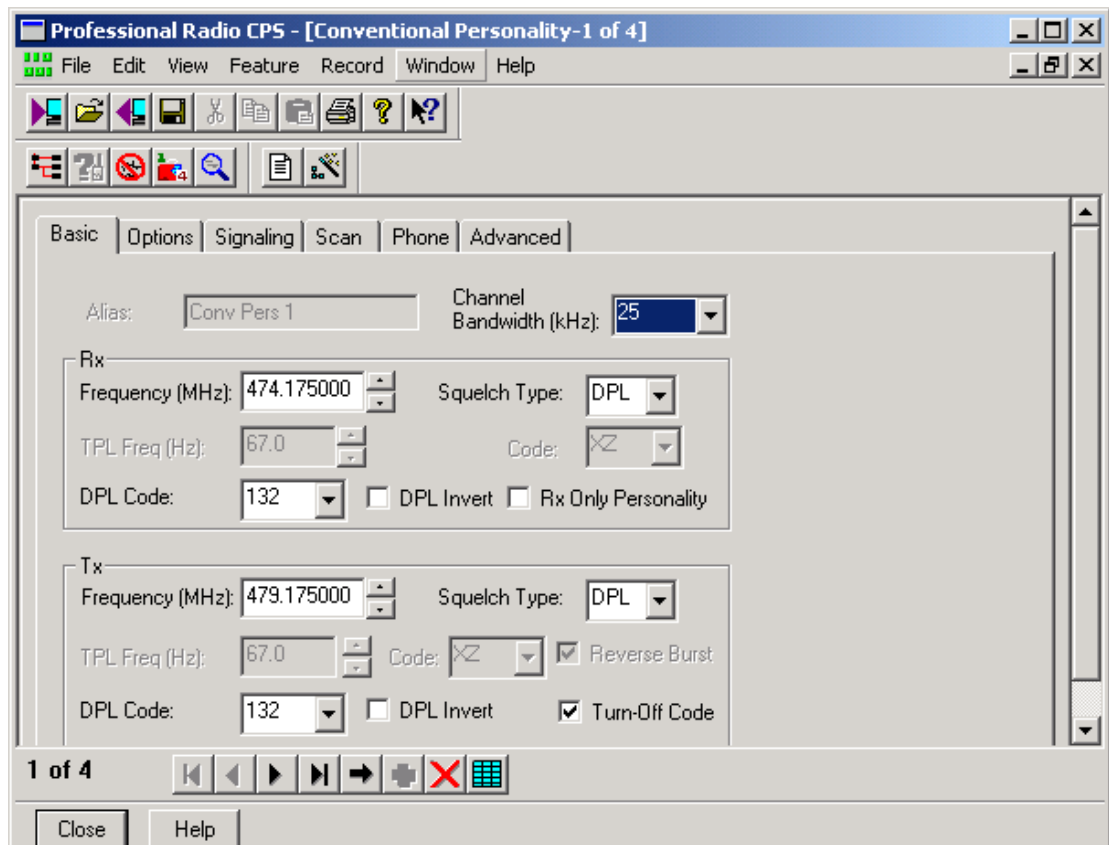 Professional Radio CPS - [Conventional Personality-1 of 4]
File Edit View Feature Record Window Help
Basic Options Signaling Scan Phone Advanced
Alias: Conv Pers 1
Channel
Bandwidth (kHz): 25
Rx
Frequency (MHz): 474.175000 Squelch Type: DPL
TPL Freq (Hz): 67.0 Code: XZ
DPL Code: 132 DPL Invert Rx Only Personality
Tx
Frequency (MHz): 479.175000 Squelch Type: DPL
TPL Freq (Hz): 67.0 Code: XZ Reverse Burst
DPL Code: 132 DPL Invert Turn-Off Code
1 of 4
Close Help